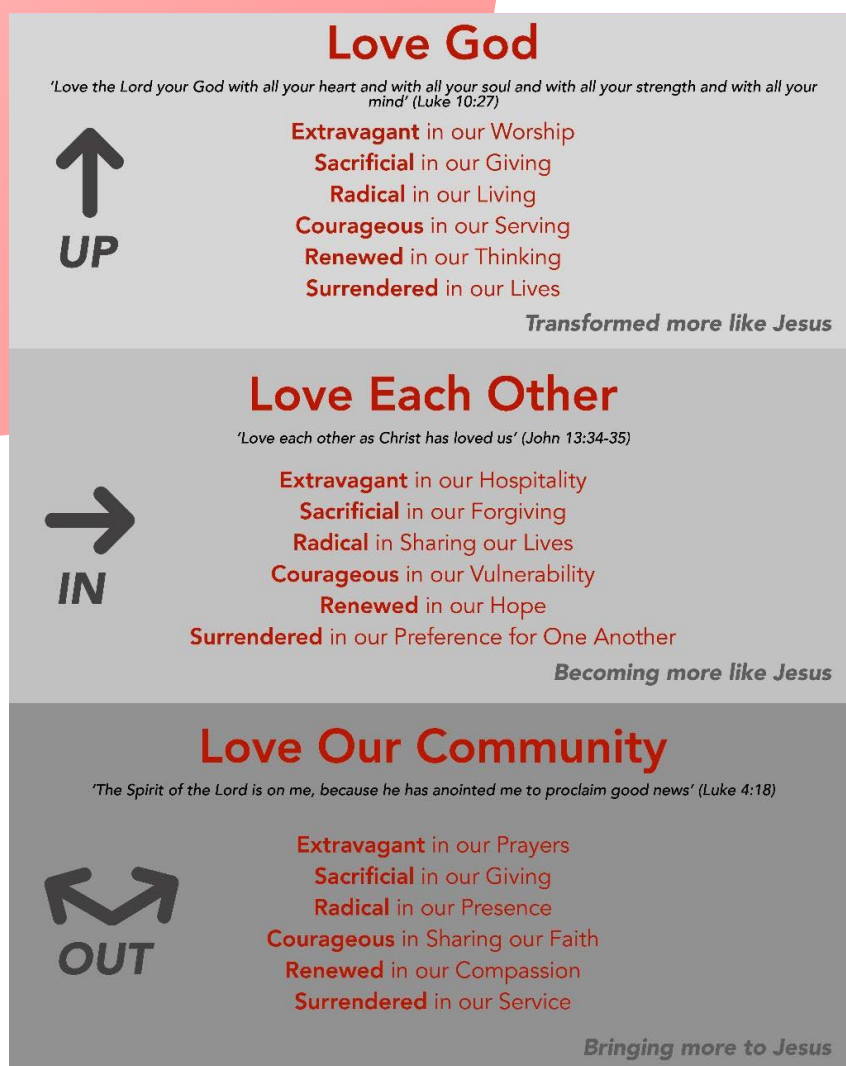 Love God
'Love the Lord your God with all your heart and with all your soul and with all your strength and with all your
mind' (Luke 10:27)
Extravagant in our Worship
Sacrificial in our Giving
Radical in our Living
Courageous in our Serving
Renewed in our Thinking
Surrendered in our Lives
UP
Transformed more like Jesus
Love Each Other
'Love each other as Christ has loved us' (John 13:34-35)
Extravagant in our Hospitality
Sacrificial in our Forgiving
Radical in Sharing our Lives
Courageous in our Vulnerability
Renewed in our Hope
Surrendered in our Preference for One Another
IN
Becoming more like Jesus
Love Our Community
'The Spirit of the Lord is on me, because he has anointed me to proclaim good news' (Luke 4:18)
Extravagant in our Prayers
Sacrificial in our Giving
Radical in our Presence
Courageous in Sharing our Faith
Renewed in our Compassion
Surrendered in our Service
OUT
Bringing more to Jesus